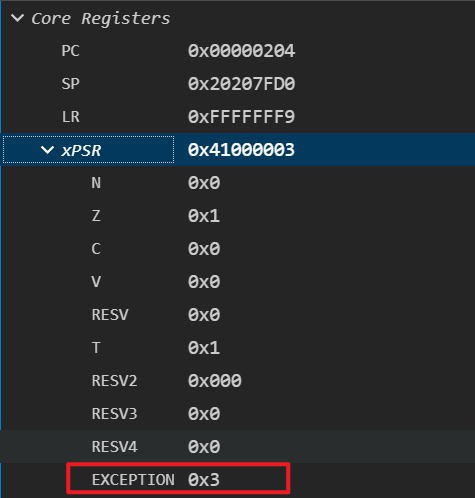 Core Registers
PC 0x00000204
SP 0x20207FD0
LR 0xFFFFFFF9
xPSR 0x41000003
N 0x0
Z 0x1
C 0x0
V 0x0
RESV 0x0
T 0x1
RESV2 0x000
RESV3 0x0
RESV4 0x0
EXCEPTION 0x3